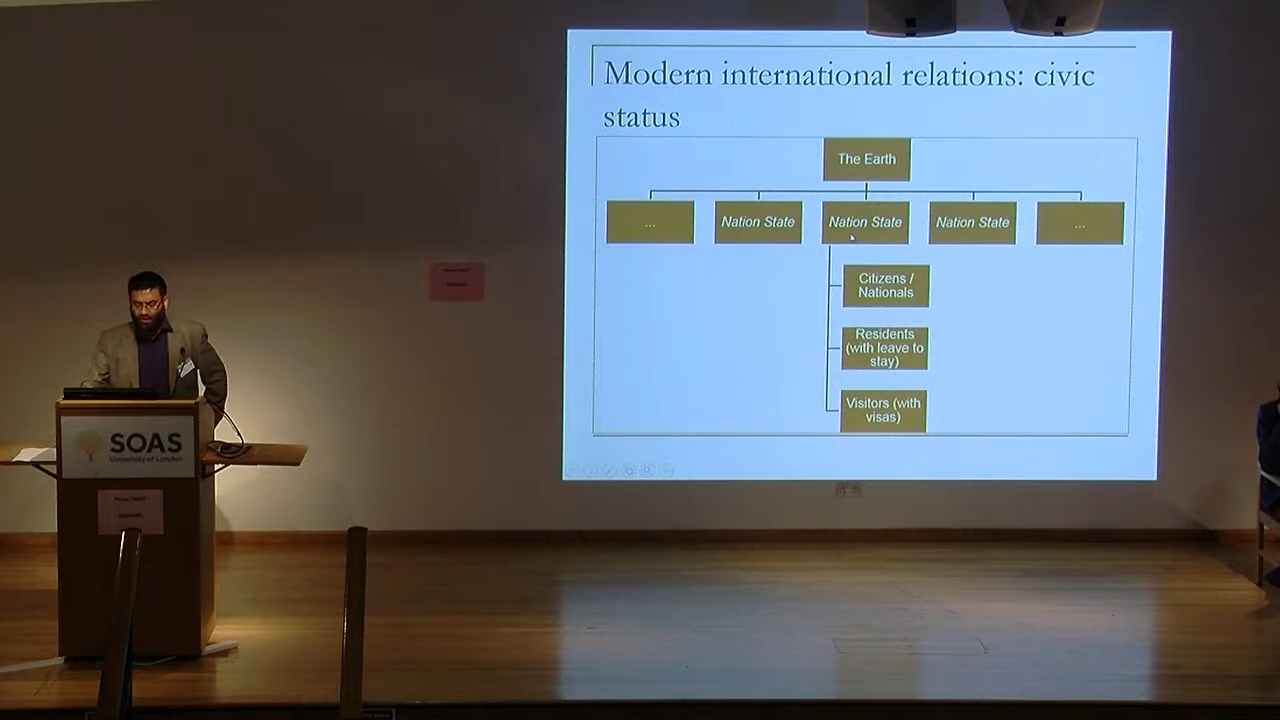 Modern international relations: civic
status
The Earth
...
Nation State
Nation State
Nation State
...
Citizens /
Nationals
Residents
(with leave to
stay)
Visitors (with
visas)
SOAS
University of London